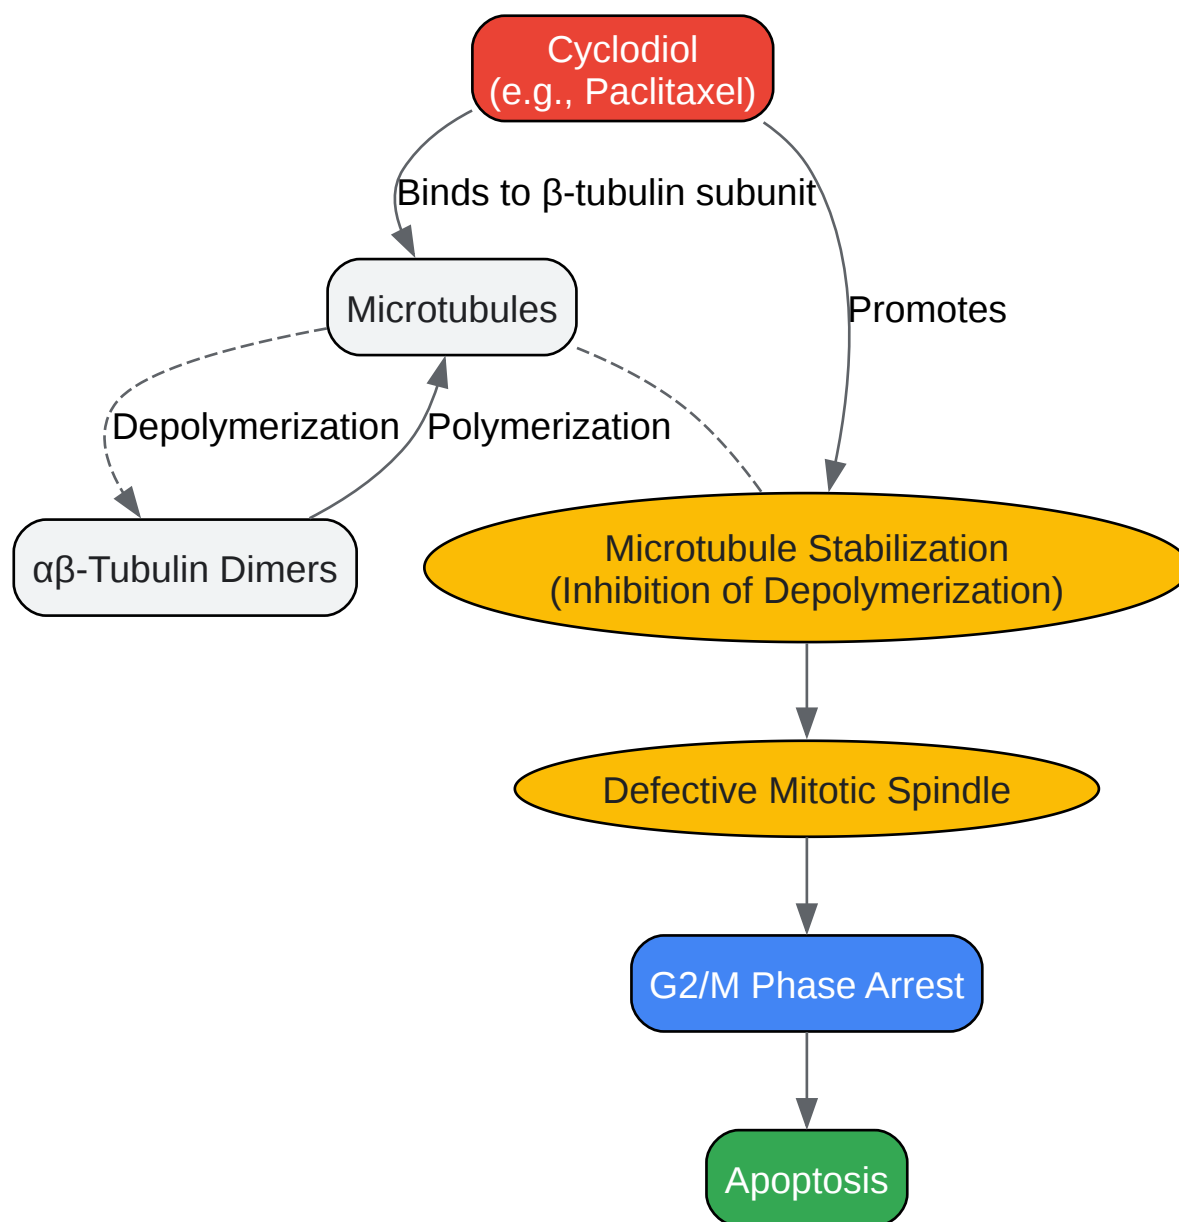 Cyclodiol
(e.g., Paclitaxel)
Binds to β-tubulin subunit
Microtubules
Promotes
Depolymerization
Polymerization
αβ-Tubulin Dimers
Microtubule Stabilization
(Inhibition of Depolymerization)
Defective Mitotic Spindle
G2/M Phase Arrest
Apoptosis